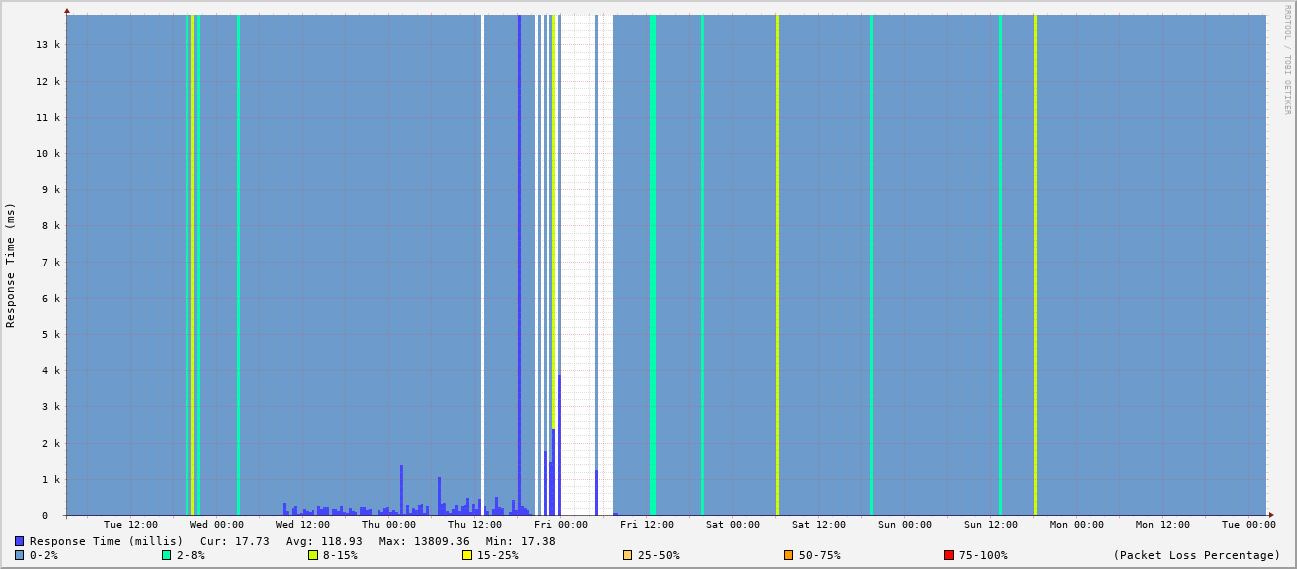 RRDTOOL / TOBI OETIKER
13 k
12 k
11 k
10 k
9 k
8 k
7 k
6 k
5 k
4 k
3 k
2 k
1 k
0
Response Time (ms)
Tue 12:00 Wed 00:00 Wed 12:00 Thu 00:00 Thu 12:00 Fri 00:00 Fri 12:00 Sat 00:00 Sat 12:00 Sun 00:00 Sun 12:00 Mon 00:00 Mon 12:00 Tue 00:00
Response Time (millis) Cur: 17.73 Avg: 118.93 Max: 13809.36 Min: 17.38
0-2% 2-8% 8-15% 15-25% 25-50% 50-75% 75-100% (Packet Loss Percentage)